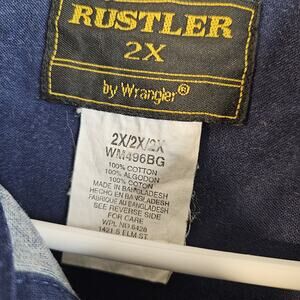 RUSTLER
2X
by Wrangler®
2X/2X/2X
WM496BG
100% COTTON
100% ALGODON
100% COTON
MADE IN BANGLADESH
HECHO EN BANGLADESH
FABRIQUE AU BANGLADESH
SEE REVERSE SIDE
FOR CARE
WPL NO 6428
1421 S ELM ST